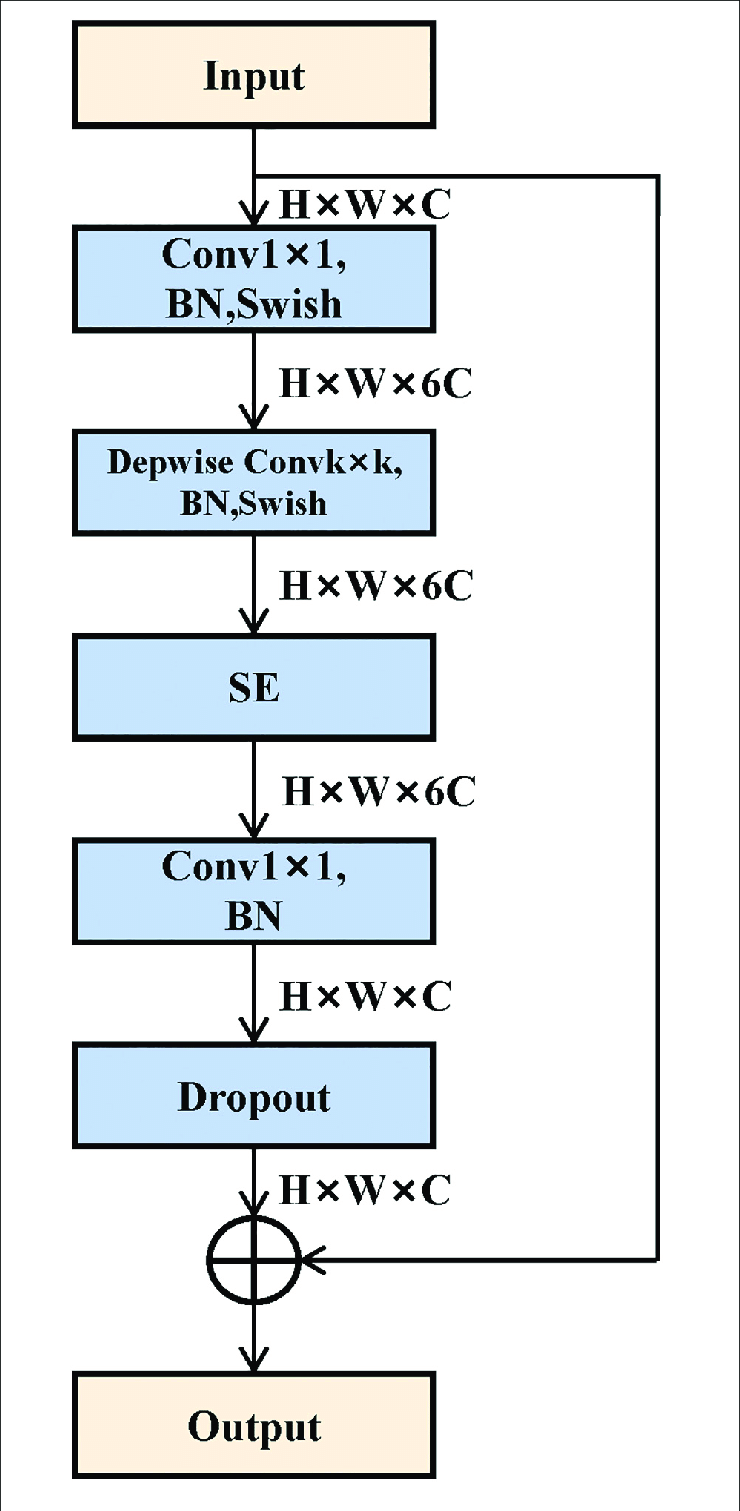 Input
H×W×C
Conv1×1,
BN,Swish
H×W×6C
Depwise Convk×k,
BN,Swish
H×W×6C
SE
H×W×6C
Conv1×1,
BN
H×W×C
Dropout
H×W×C
Output